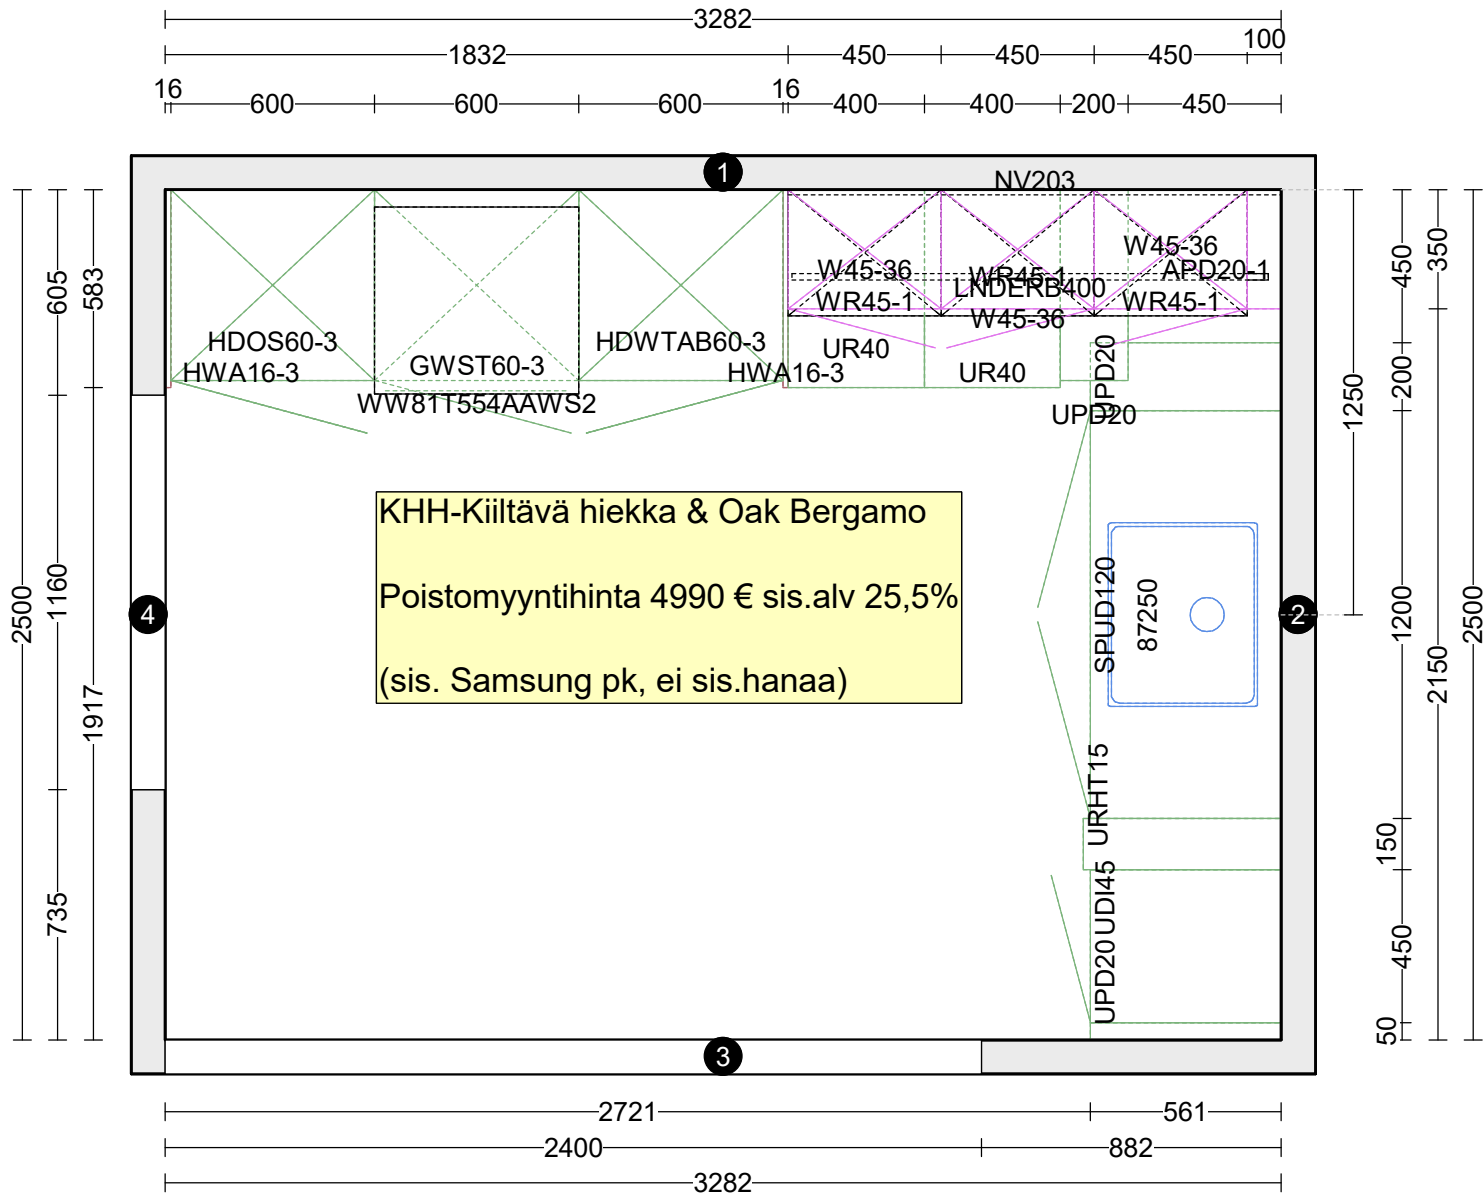 3282
1832 450 450 450 100
16 600 600 600 16 400 400 200 450
1
NV203
W45-36
W45-36 WR45-1 APD20-1
LNDERB400
WR45-1 WR45-1
W45-36
HDOS60-3 HDWTAB60-3 UR40
HWA16-3 GWST60-3 HWA16-3 UR40
WW81T554AAWS2
UPD20
UPD20
KHH-Kiiltävä hiekka & Oak Bergamo
Poistomyyntihinta 4990 € sis.alv 25,5%
(sis. Samsung pk, ei sis.hanaa)
SPUD120
87250
URHT15
UDI45
UPD20
4
2
3
2500
605
1160
735
583
1917
1250
450
200
1200
150
450
50
350
2150
2500
2721 561
2400 882
3282